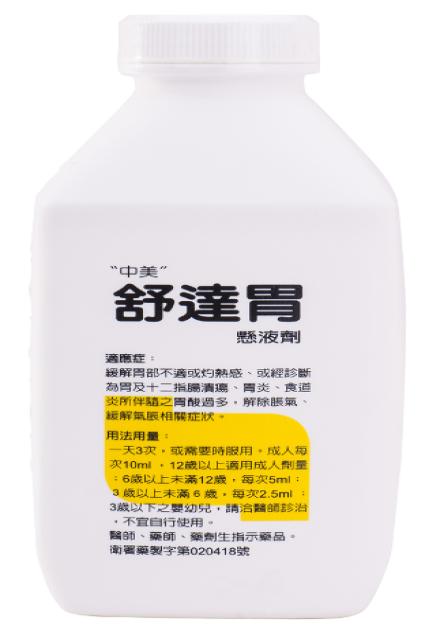 “中美”
舒達胃
懸液劑
適應症：
緩解胃部不適或灼熱感、或經診斷
為胃及十二指腸潰瘍、胃炎、食道
炎所伴隨之胃酸過多，解除脹氣、
緩解氣脹相關症狀。
用法用量：
一天3次，或需要時服用。成人每
次10ml ，12歲以上適用成人劑量
；6歲以上未滿12歲，每次5ml；
3歲以上未滿6歲，每次2.5ml；
3歲以下之嬰幼兒，請洽醫師診治
，不宜自行使用。
醫師、藥師、藥劑生指示藥品。
衛署藥製字第020418號